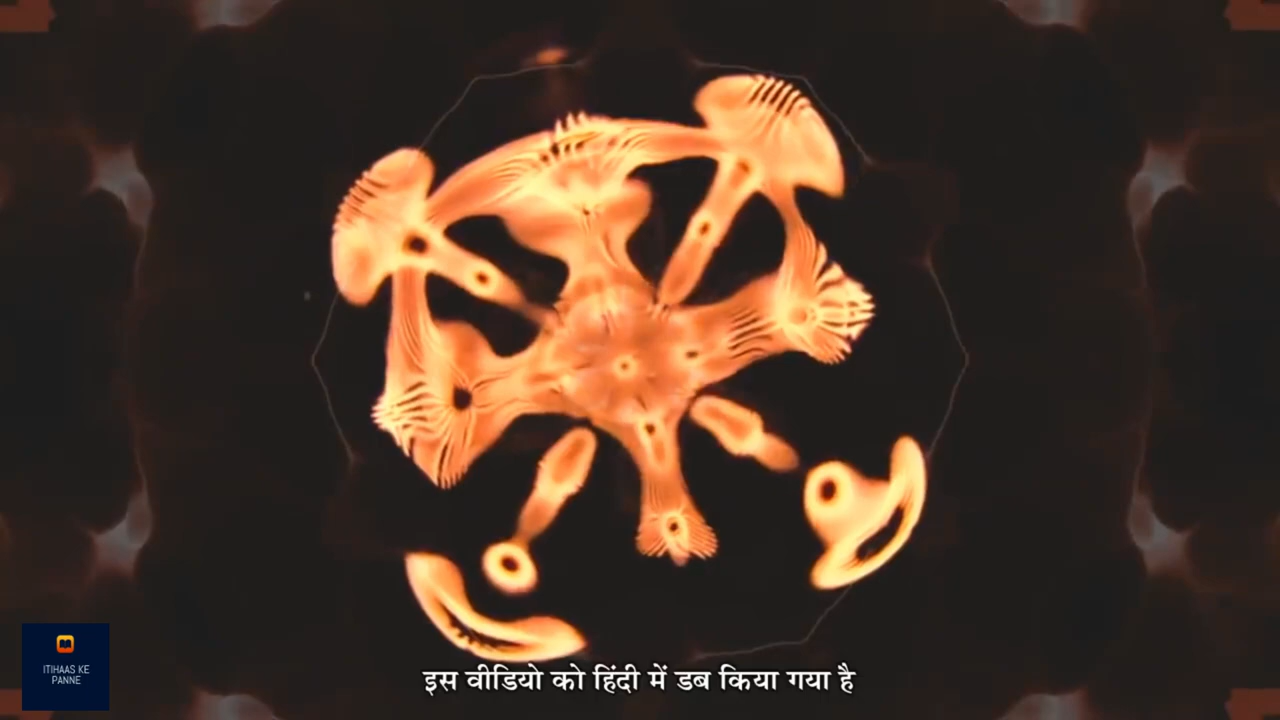 ITIHAAS KE
PANNE
इस वीडियो को हिंदी में डब किया गया है